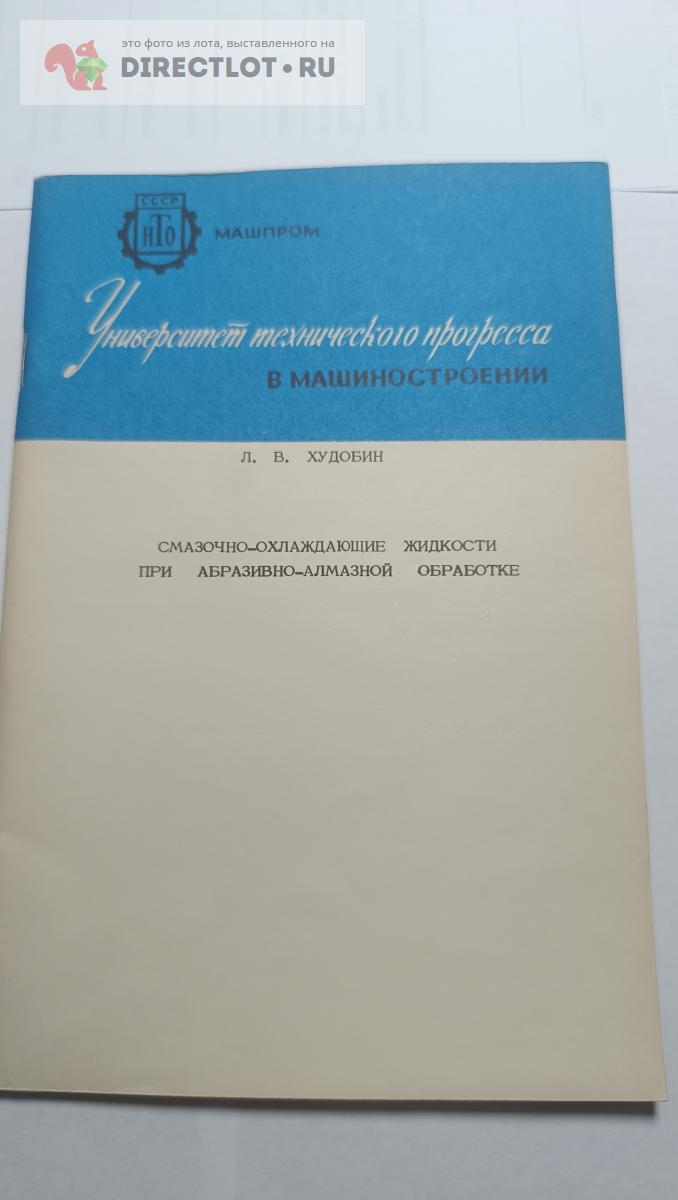 это фото из лота, выставленного на
DIRECTLOT•RU
СССР
НТО
МАШПРОМ
Университет технического прогресса
В МАШИНОСТРОЕНИИ
Л. В. ХУДОБИН
СМАЗОЧНО-ОХЛАЖДАЮЩИЕ ЖИДКОСТИ
ПРИ АБРАЗИВНО-АЛМАЗНОЙ ОБРАБОТКЕ